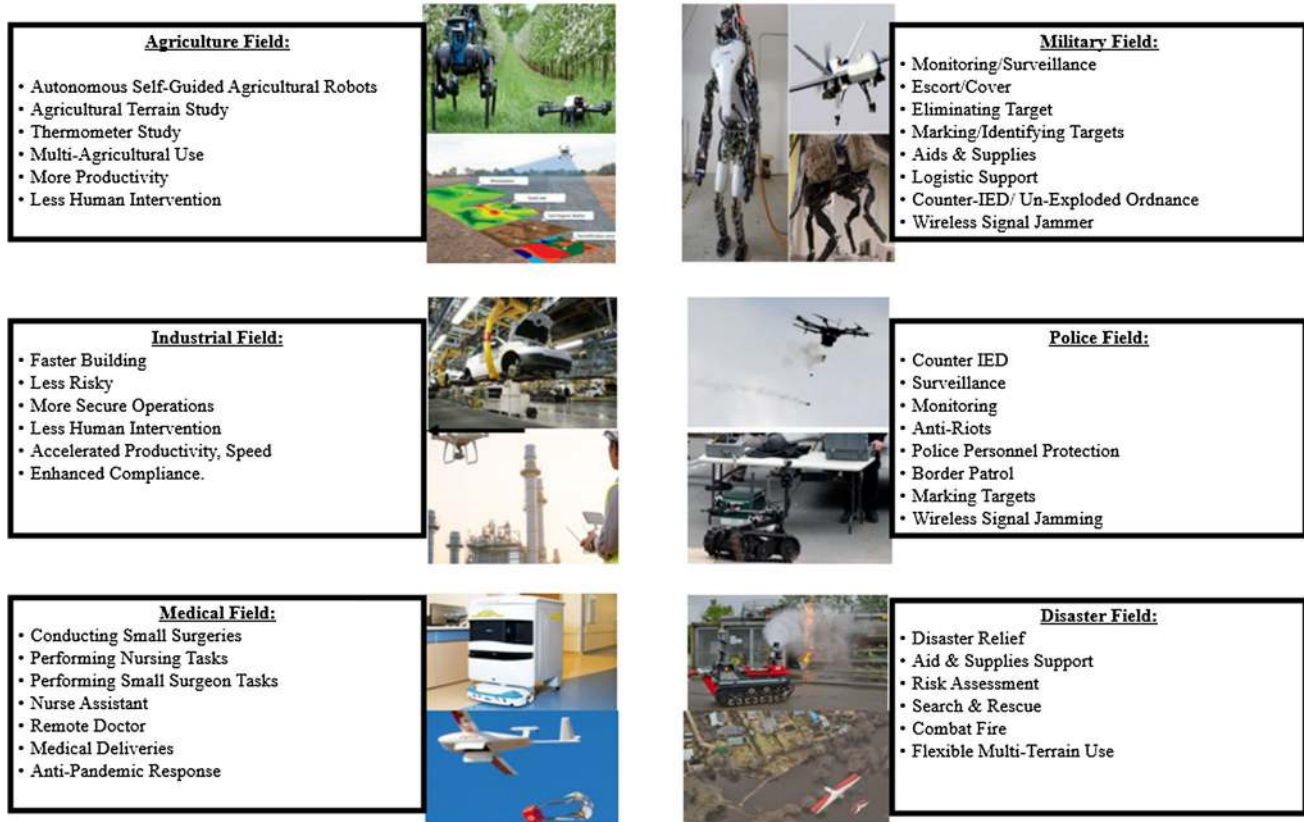 Agriculture Field:
• Autonomous Self-Guided Agricultural Robots
• Agricultural Terrain Study
• Thermometer Study
• Multi-Agricultural Use
• More Productivity
• Less Human Intervention
Military Field:
• Monitoring/Surveillance
• Escort/Cover
• Eliminating Target
• Marking/Identifying Targets
• Aids & Supplies
• Logistic Support
• Counter-IED/ Un-Exploded Ordnance
• Wireless Signal Jammer
Industrial Field:
• Faster Building
• Less Risky
• More Secure Operations
• Less Human Intervention
• Accelerated Productivity, Speed
• Enhanced Compliance.
Police Field:
• Counter IED
• Surveillance
• Monitoring
• Anti-Riots
• Police Personnel Protection
• Border Patrol
• Marking Targets
• Wireless Signal Jamming
Medical Field:
• Conducting Small Surgeries
• Performing Nursing Tasks
• Performing Small Surgeon Tasks
• Nurse Assistant
• Remote Doctor
• Medical Deliveries
• Anti-Pandemic Response
Disaster Field:
• Disaster Relief
• Aid & Supplies Support
• Risk Assessment
• Search & Rescue
• Combat Fire
• Flexible Multi-Terrain Use